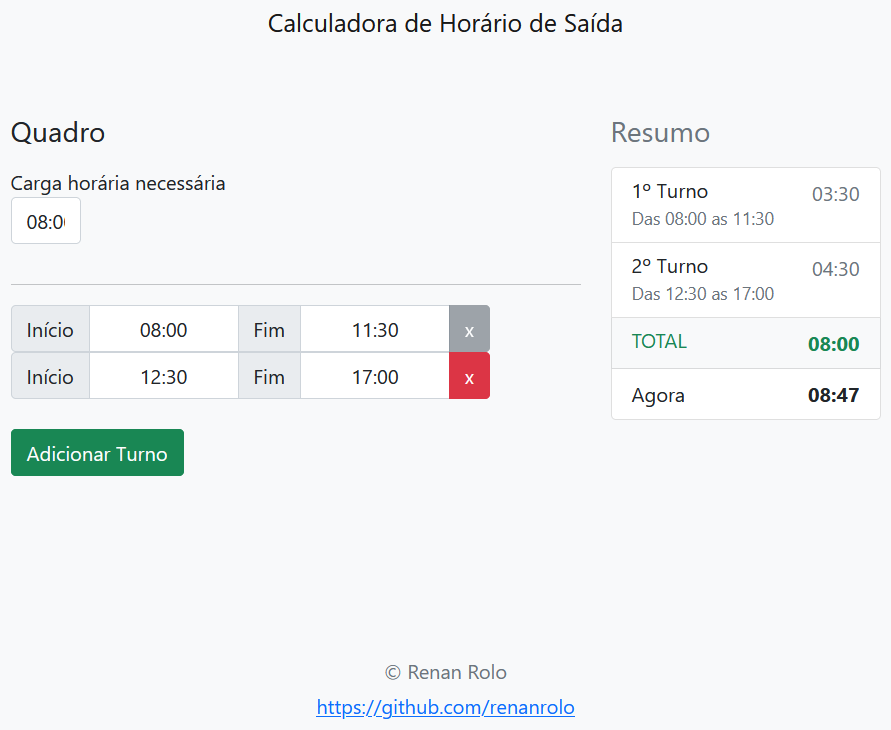 Calculadora de Horário de Saída
Quadro
Carga horária necessária
08:0
Início 08:00 Fim 11:30 x
Início 12:30 Fim 17:00 x
Adicionar Turno
Resumo
1º Turno 03:30
Das 08:00 as 11:30
2º Turno 04:30
Das 12:30 as 17:00
TOTAL 08:00
Agora 08:47
© Renan Rolo
https://github.com/renanrolo